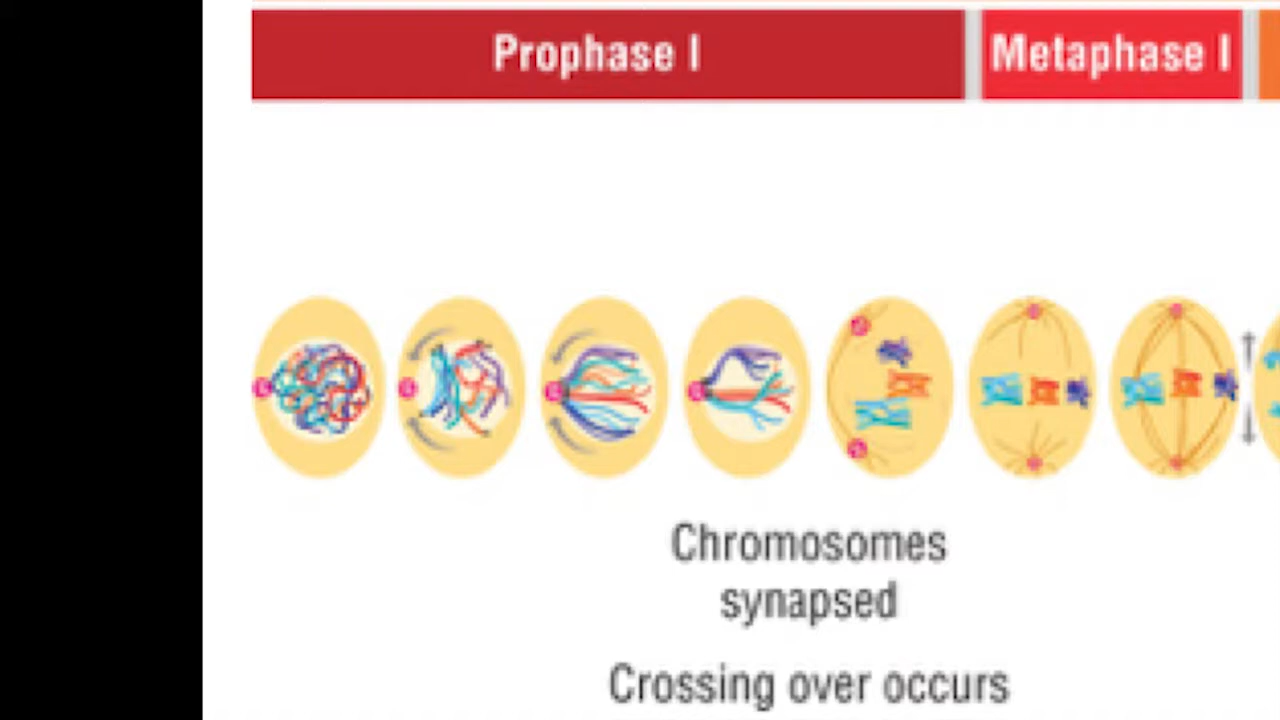 Prophase I
Metaphase I
Chromosomes
synapsed
Crossing over occurs